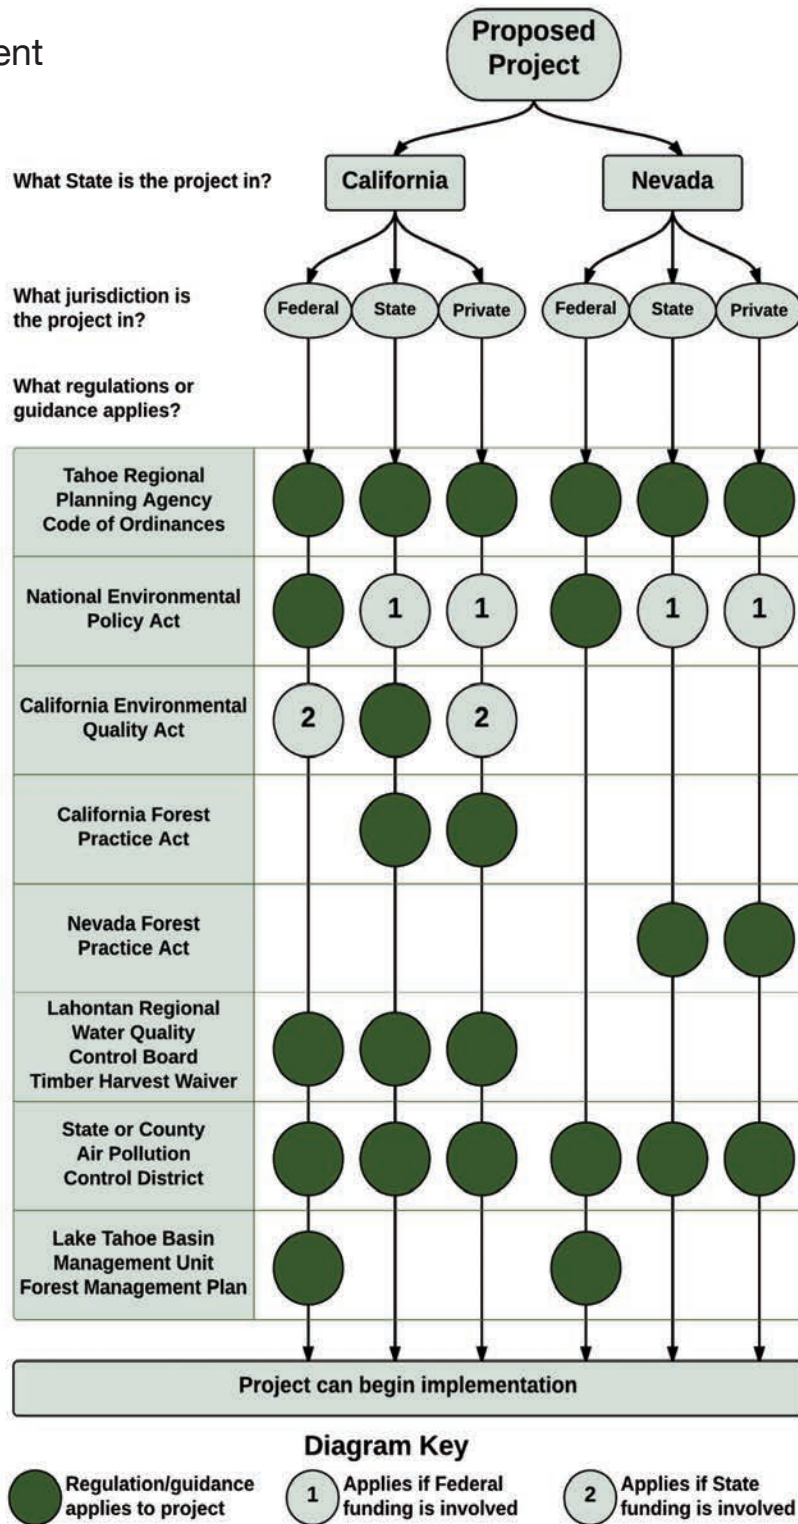 ent
Proposed
Project
What State is the project in?
California
Nevada
What jurisdiction is
the project in?
Federal
State
Private
Federal
State
Private
What regulations or
guidance applies?
Tahoe Regional
Planning Agency
Code of Ordinances
National Environmental
Policy Act
1
1
1
1
California Environmental
Quality Act
2
2
California Forest
Practice Act
Nevada Forest
Practice Act
Lahontan Regional
Water Quality
Control Board
Timber Harvest Waiver
State or County
Air Pollution
Control District
Lake Tahoe Basin
Management Unit
Forest Management Plan
Project can begin implementation
Diagram Key
Regulation/guidance
applies to project
1
Applies if Federal
funding is involved
2
Applies if State
funding is involved